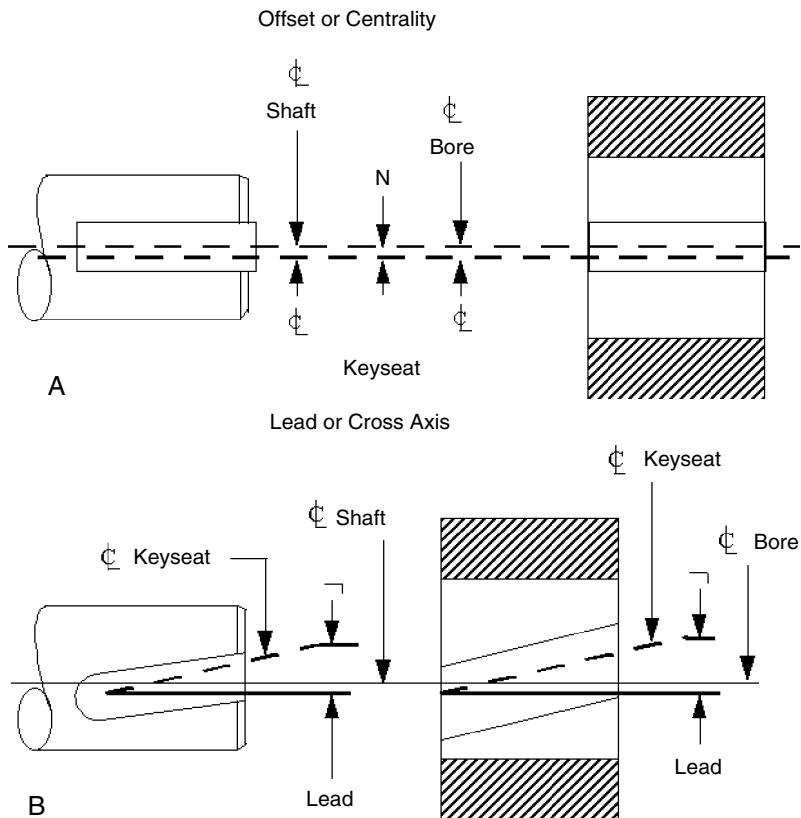 Offset or Centrality
℄
Shaft
℄
Bore
N
℄
℄
Keyseat
A
Lead or Cross Axis
℄ Keyseat
℄ Shaft
℄ Keyseat
℄ Bore
Lead
Lead
B